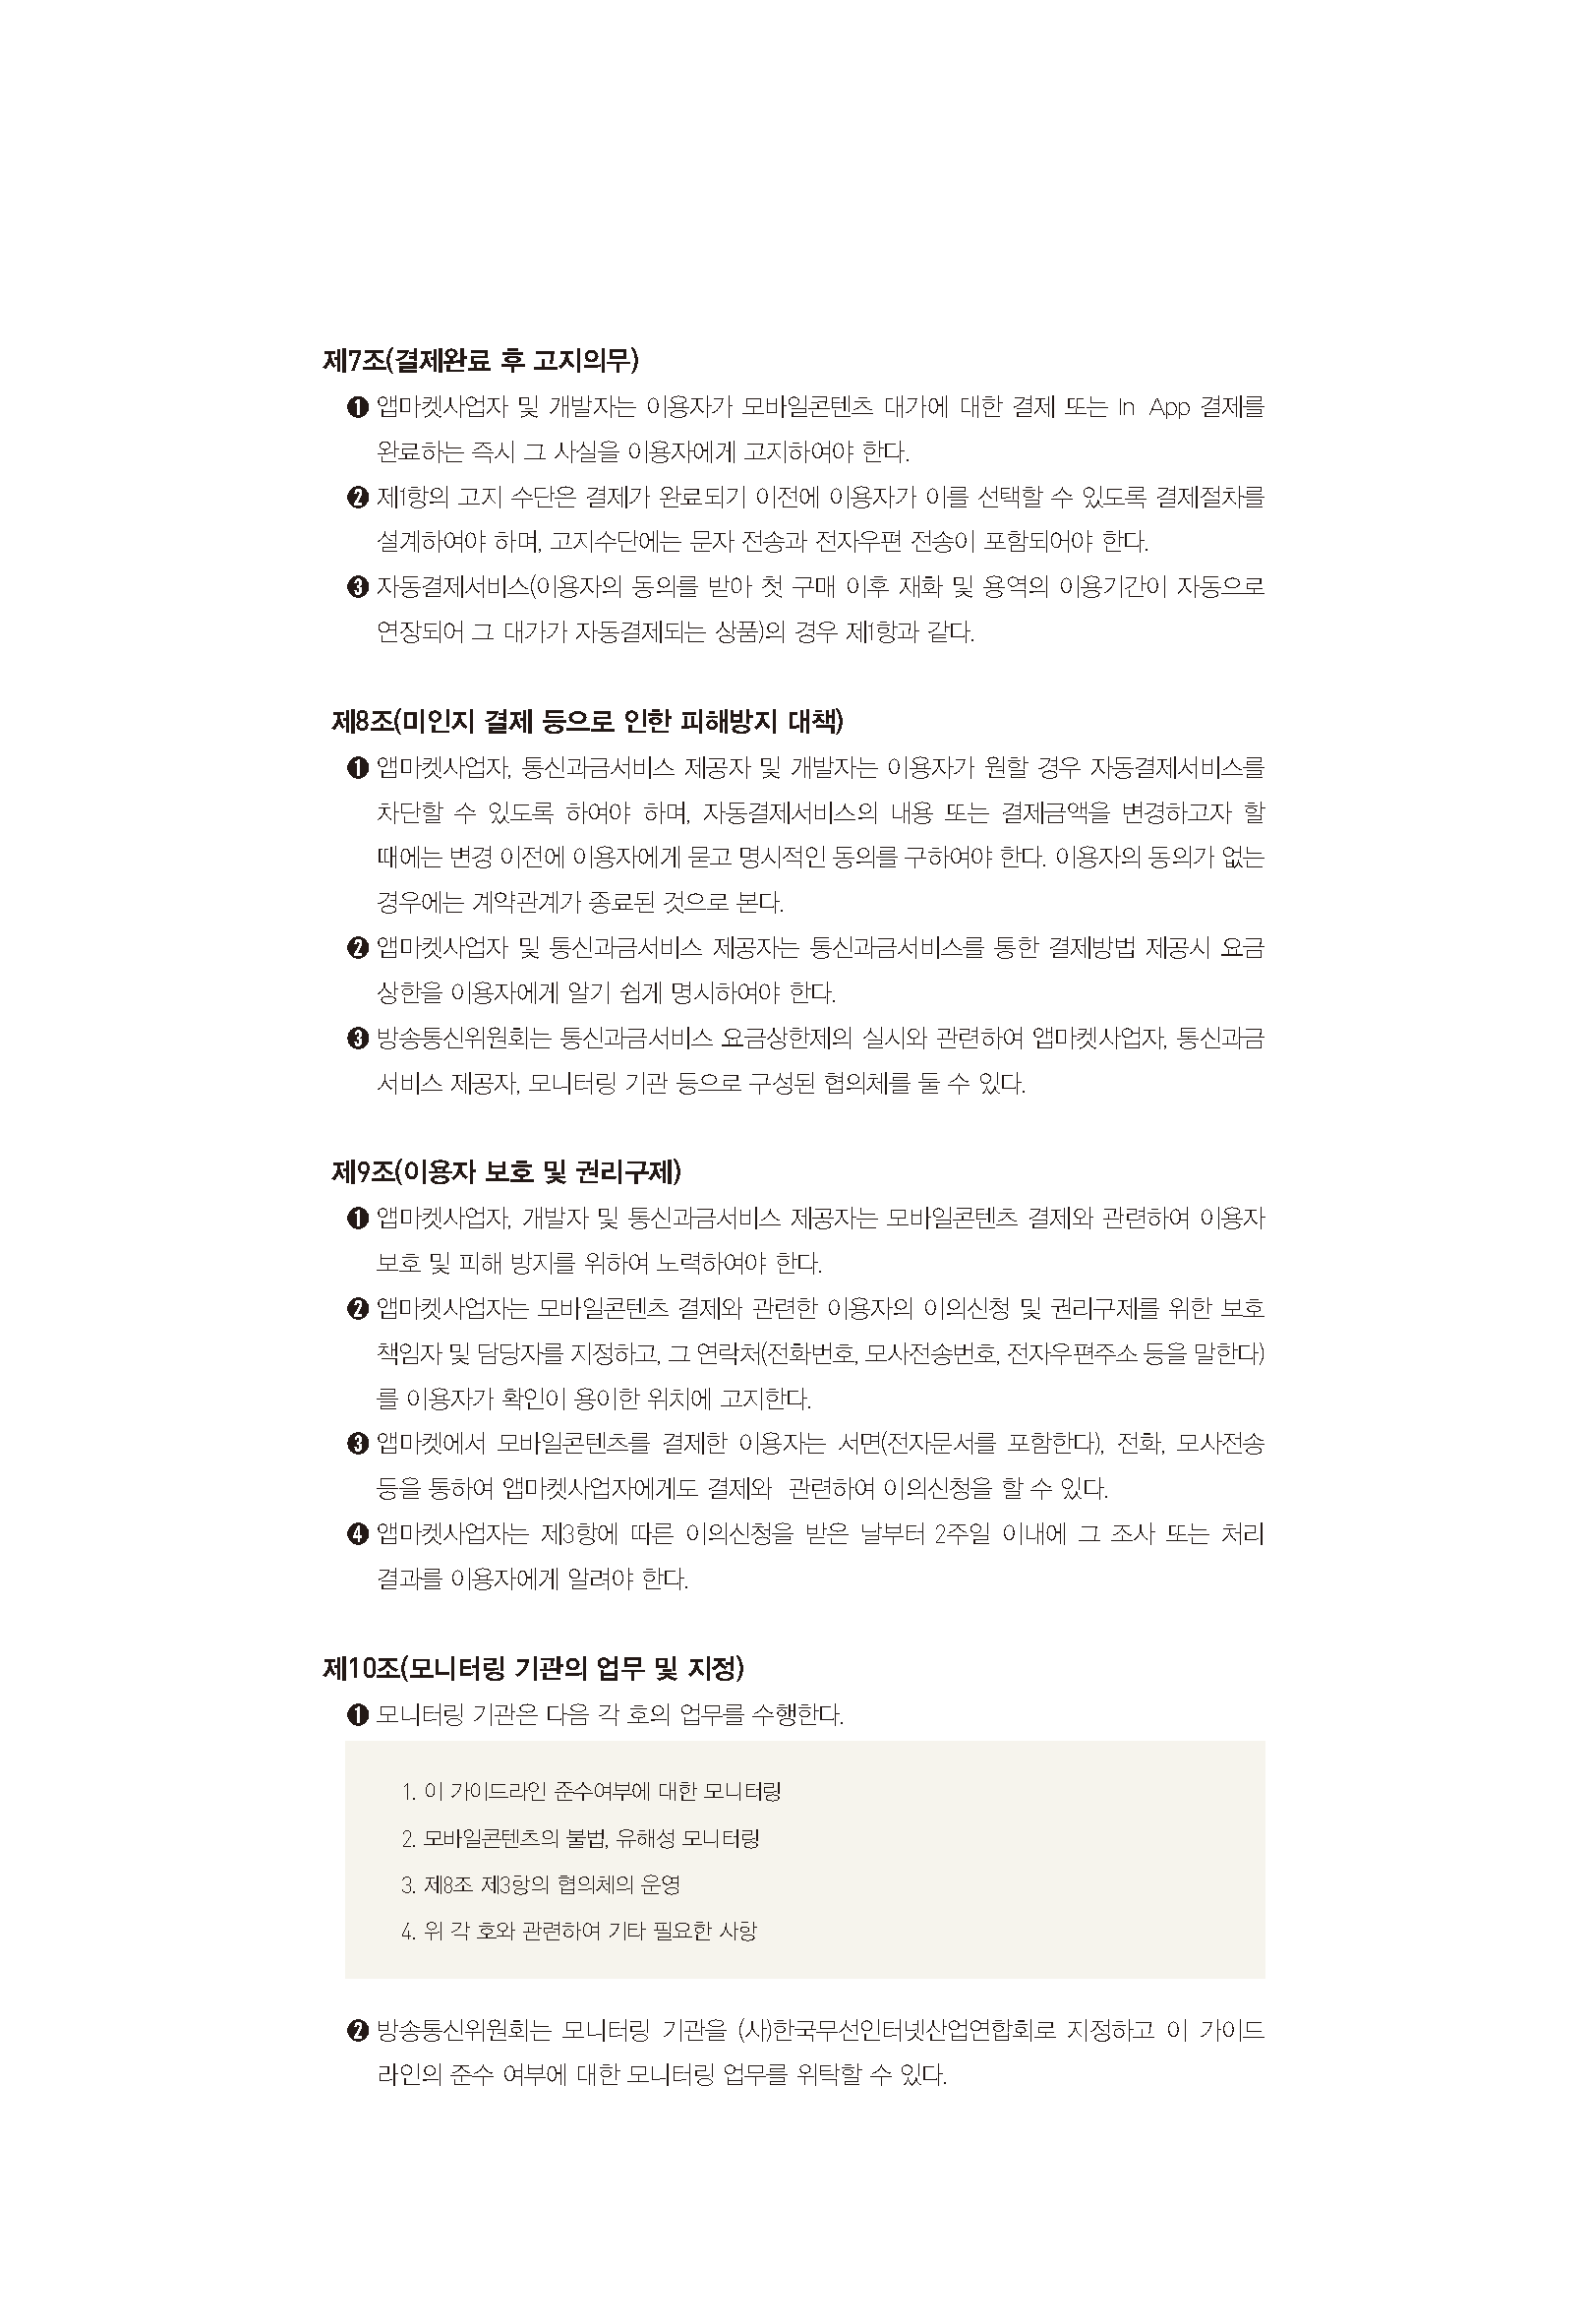 제7조(결제완료 후 고지의무)
❶ 앱마켓사업자 및 개발자는 이용자가 모바일콘텐츠 대가에 대한 결제 또는 In App 결제를
완료하는 즉시 그 사실을 이용자에게 고지하여야 한다.
❷ 제1항의 고지 수단은 결제가 완료되기 이전에 이용자가 이를 선택할 수 있도록 결제절차를
설계하여야 하며, 고지수단에는 문자 전송과 전자우편 전송이 포함되어야 한다.
❸ 자동결제서비스(이용자의 동의를 받아 첫 구매 이후 재화 및 용역의 이용기간이 자동으로
연장되어 그 대가가 자동결제되는 상품)의 경우 제1항과 같다.
제8조(미인지 결제 등으로 인한 피해방지 대책)
❶ 앱마켓사업자, 통신과금서비스 제공자 및 개발자는 이용자가 원할 경우 자동결제서비스를
차단할 수 있도록 하여야 하며, 자동결제서비스의 내용 또는 결제금액을 변경하고자 할
때에는 변경 이전에 이용자에게 묻고 명시적인 동의를 구하여야 한다. 이용자의 동의가 없는
경우에는 계약관계가 종료된 것으로 본다.
❷ 앱마켓사업자 및 통신과금서비스 제공자는 통신과금서비스를 통한 결제방법 제공시 요금
상한을 이용자에게 알기 쉽게 명시하여야 한다.
❸ 방송통신위원회는 통신과금서비스 요금상한제의 실시와 관련하여 앱마켓사업자, 통신과금
서비스 제공자, 모니터링 기관 등으로 구성된 협의체를 둘 수 있다.
제9조(이용자 보호 및 권리구제)
❶ 앱마켓사업자, 개발자 및 통신과금서비스 제공자는 모바일콘텐츠 결제와 관련하여 이용자
보호 및 피해 방지를 위하여 노력하여야 한다.
❷ 앱마켓사업자는 모바일콘텐츠 결제와 관련한 이용자의 이의신청 및 권리구제를 위한 보호
책임자 및 담당자를 지정하고, 그 연락처(전화번호, 모사전송번호, 전자우편주소 등을 말한다)
를 이용자가 확인이 용이한 위치에 고지한다.
❸ 앱마켓에서 모바일콘텐츠를 결제한 이용자는 서면(전자문서를 포함한다), 전화, 모사전송
등을 통하여 앱마켓사업자에게도 결제와 관련하여 이의신청을 할 수 있다.
❹ 앱마켓사업자는 제3항에 따른 이의신청을 받은 날부터 2주일 이내에 그 조사 또는 처리
결과를 이용자에게 알려야 한다.
제10조(모니터링 기관의 업무 및 지정)
❶ 모니터링 기관은 다음 각 호의 업무를 수행한다.
1. 이 가이드라인 준수여부에 대한 모니터링
2. 모바일콘텐츠의 불법, 유해성 모니터링
3. 제8조 제3항의 협의체의 운영
4. 위 각 호와 관련하여 기타 필요한 사항
❷ 방송통신위원회는 모니터링 기관을 (사)한국무선인터넷산업연합회로 지정하고 이 가이드
라인의 준수 여부에 대한 모니터링 업무를 위탁할 수 있다.